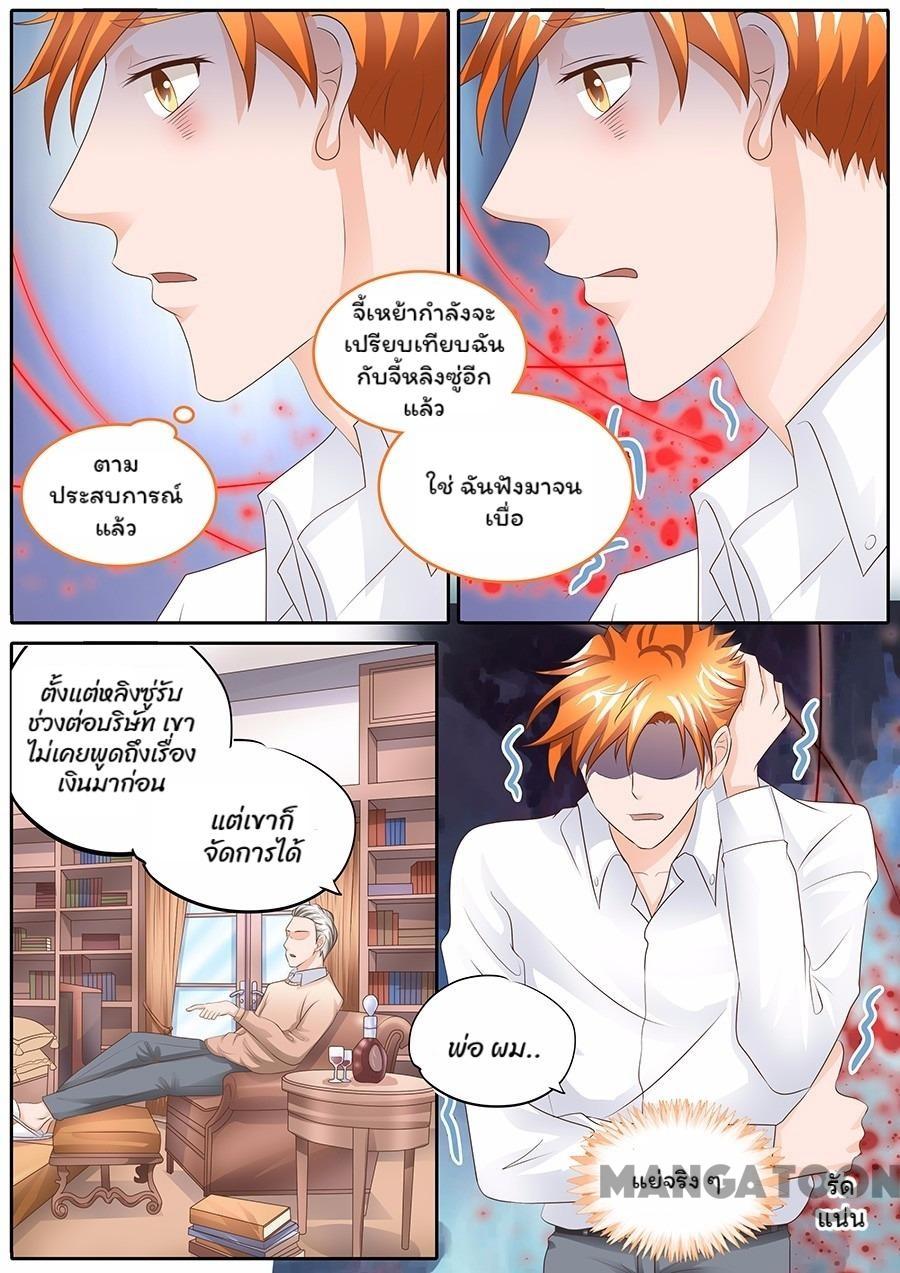 ตาม
ประสบการณ์
แล้ว
จี้เหย้ากำลังจะ
เปรียบเทียบฉัน
กับจี้หลิงซู่อีก
แล้ว
ใช่ ฉันฟังมาจน
เบื่อ
ตั้งแต่หลิงซู่รับ
ช่วงต่อบริษัท เขา
ไม่เคยพูดถึงเรื่อง
เงินมาก่อน
แต่เขาก็
จัดการได้
พ่อ ผม..
แย่จริง ๆ
รัด
แน่น
MANGATOON